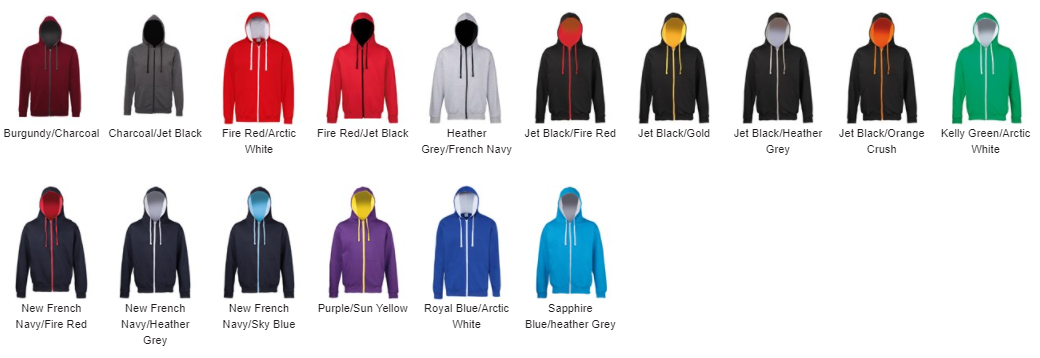 Burgundy/Charcoal
Charcoal/Jet Black
Fire Red/Arctic
White
Fire Red/Jet Black
Heather
Grey/French Navy
Jet Black/Fire Red
Jet Black/Gold
Jet Black/Heather
Grey
Jet Black/Orange
Crush
Kelly Green/Arctic
White
New French
Navy/Fire Red
New French
Navy/Heather
Grey
New French
Navy/Sky Blue
Purple/Sun Yellow
Royal Blue/Arctic
White
Sapphire
Blue/heather Grey